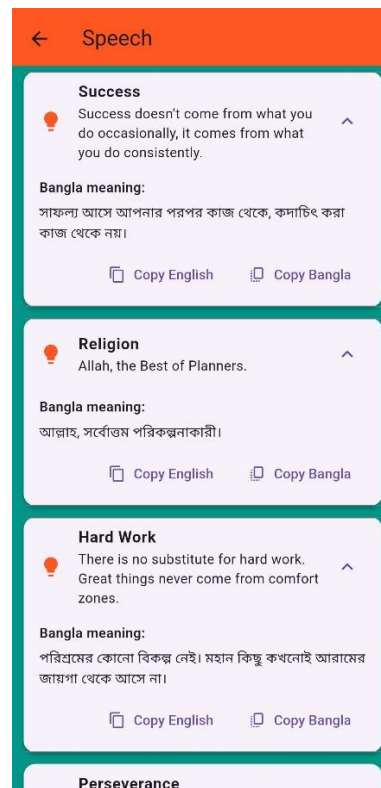 Speech
Success
Success doesn't come from what you
do occasionally, it comes from what
you do consistently.
Bangla meaning:
সাফল্য আসে আপনার পরপর কাজ থেকে, কদাচিৎ করা
কাজ থেকে নয়।
Copy English
Copy Bangla
Religion
Allah, the Best of Planners.
Bangla meaning:
আল্লাহ, সর্বোত্তম পরিকল্পনাকারী।
Copy English
Copy Bangla
Hard Work
There is no substitute for hard work.
Great things never come from comfort
zones.
Bangla meaning:
পরিশ্রমের কোনো বিকল্প নেই। মহান কিছু কখনোই আরামের
জায়গা থেকে আসে না।
Copy English
Copy Bangla
Perseverance